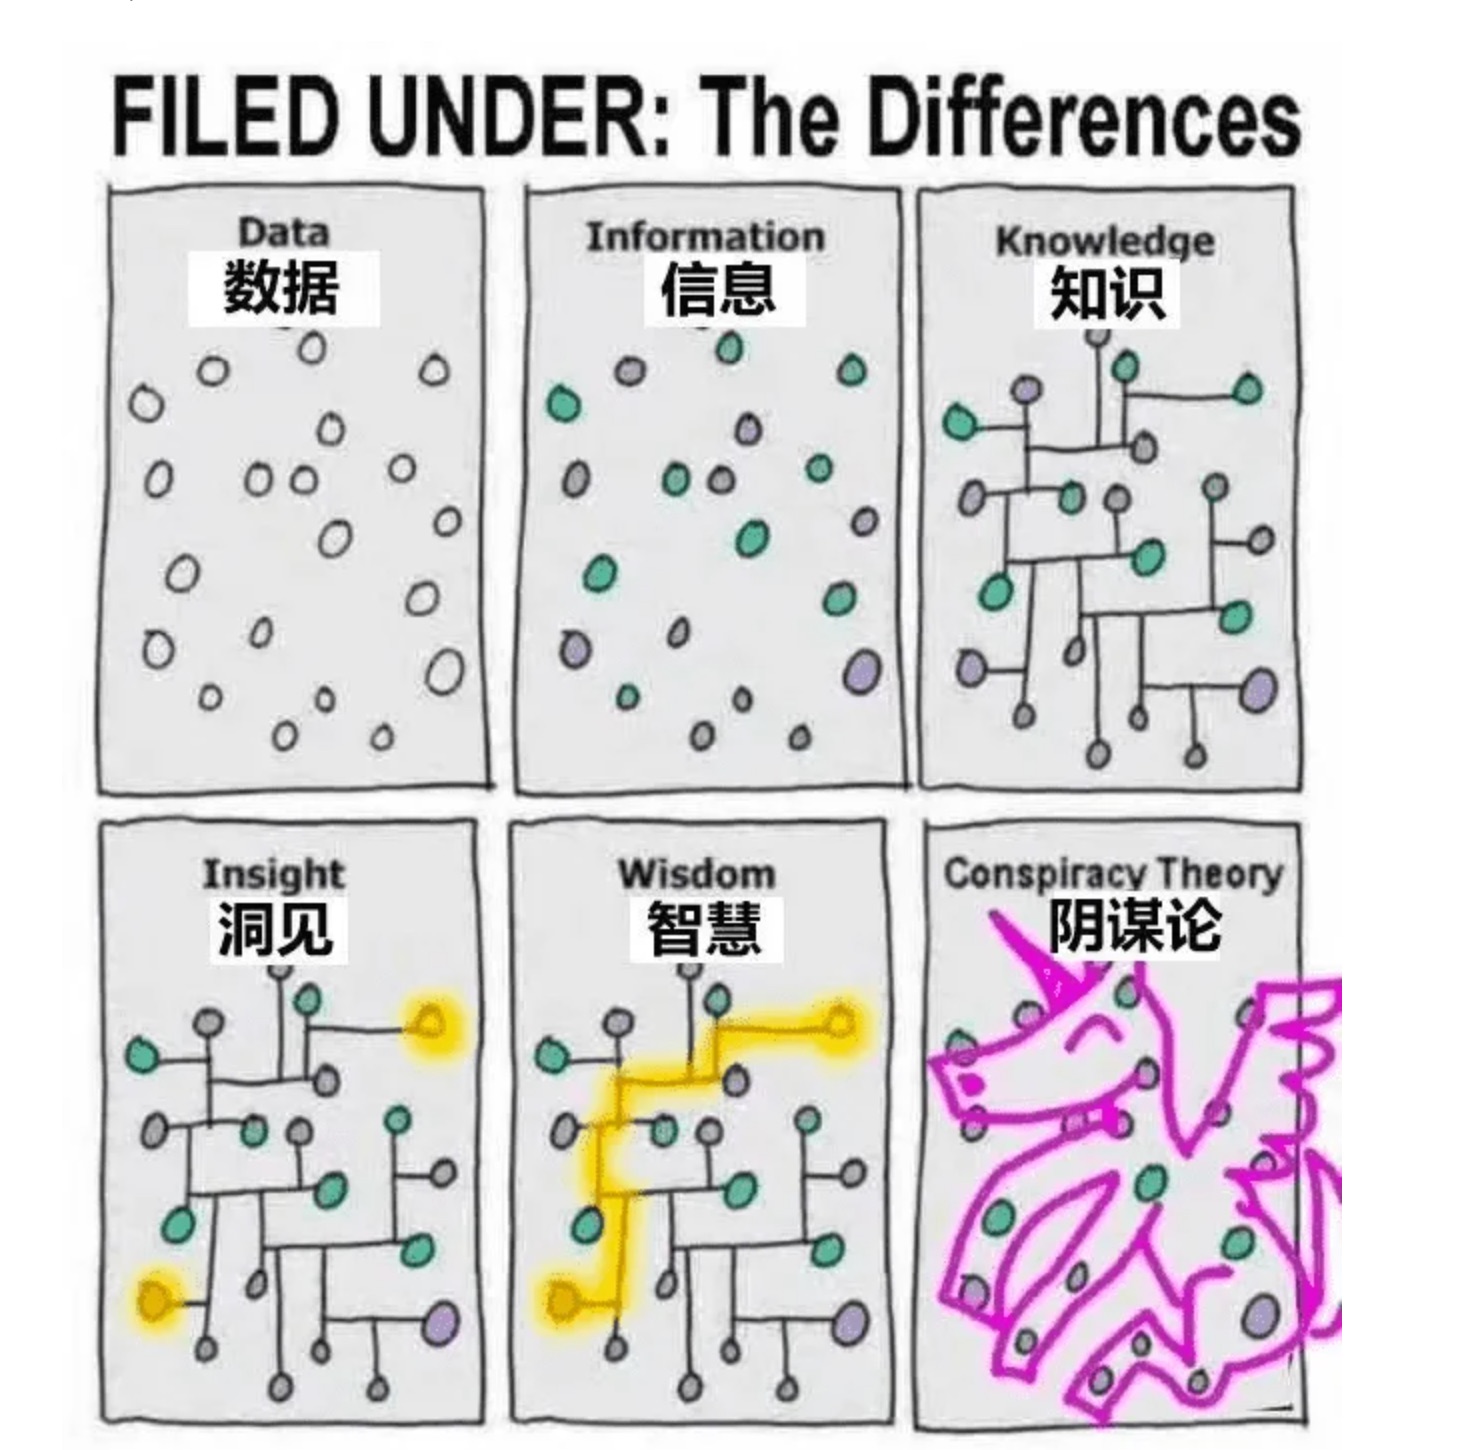 FILED UNDER: The Differences
Data
数据
Information
信息
Knowledge
知识
Insight
洞见
Wisdom
智慧
Conspiracy Theory
阴谋论